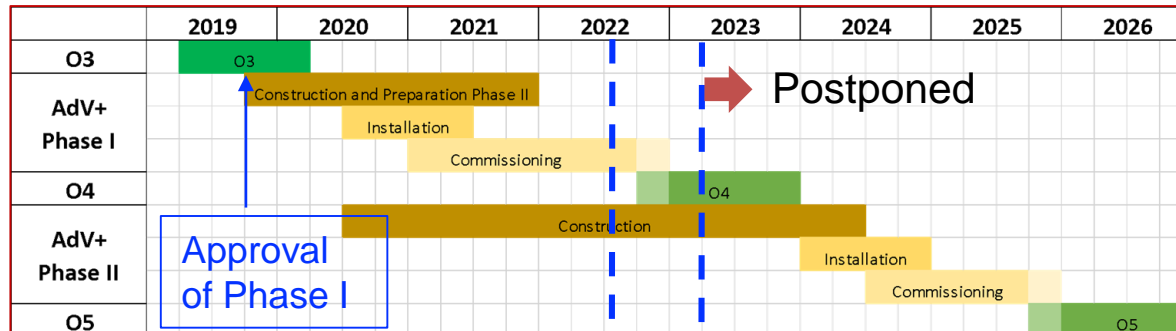 2019 2020 2021 2022 2023 2024 2025 2026
O3 O3
AdV+
Phase I
Construction and Preparation Phase II
Installation
Commissioning
Postponed
O4 O4
AdV+
Phase II
Construction
Installation
Commissioning
Approval
of Phase I
O5 O5